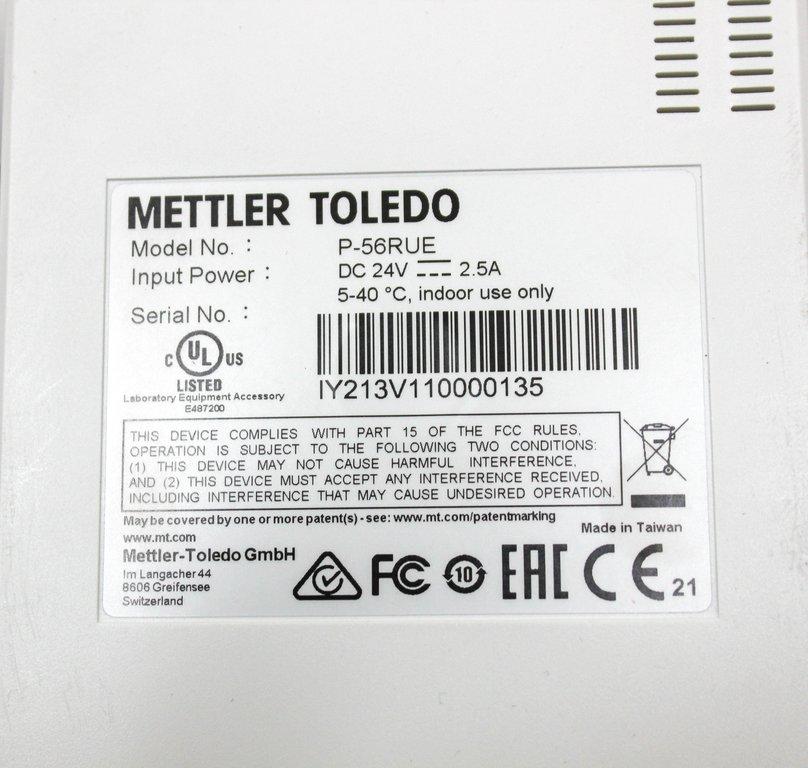 METTLER TOLEDO
Model No. : P-56RUE
Input Power : DC 24V 2.5A
5-40 °C, indoor use only
Serial No. :
C UL US
LISTED
Laboratory Equipment Accessory
E487200
IY213V110000135
THIS DEVICE COMPLIES WITH PART 15 OF THE FCC RULES,
OPERATION IS SUBJECT TO THE FOLLOWING TWO CONDITIONS:
(1) THIS DEVICE MAY NOT CAUSE HARMFUL INTERFERENCE,
AND (2) THIS DEVICE MUST ACCEPT ANY INTERFERENCE RECEIVED,
INCLUDING INTERFERENCE THAT MAY CAUSE UNDESIRED OPERATION.
May be covered by one or more patent(s) - see: www.mt.com/patentmarking
www.mt.com
Made in Taiwan
Mettler-Toledo GmbH
Im Langacher 44
8606 Greifensee
Switzerland
FC 10 EAC CE 21